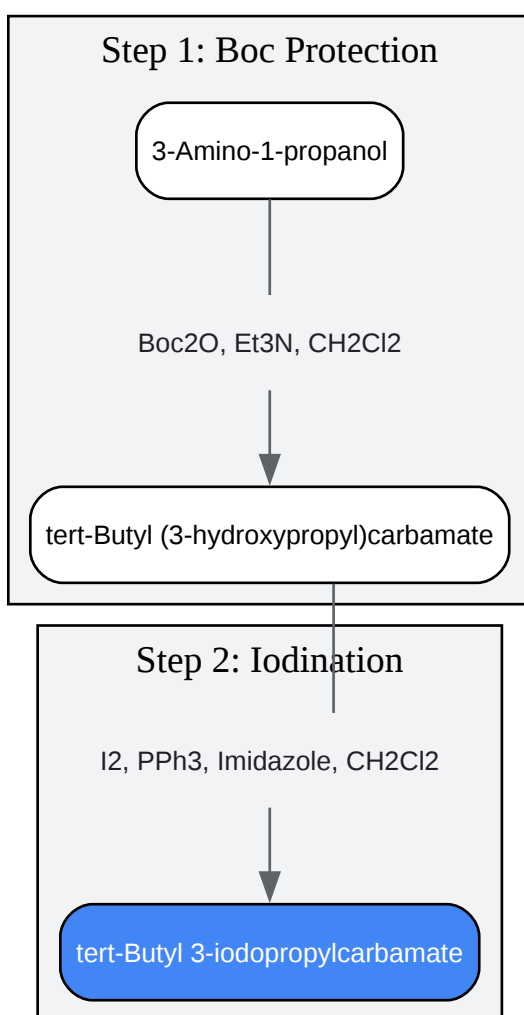 Step 1: Boc Protection
3-Amino-1-propanol
Boc2O, Et3N, CH2Cl2
tert-Butyl (3-hydroxypropyl)carbamate
Step 2: Iodination
I2, PPh3, Imidazole, CH2Cl2
tert-Butyl 3-iodopropylcarbamate